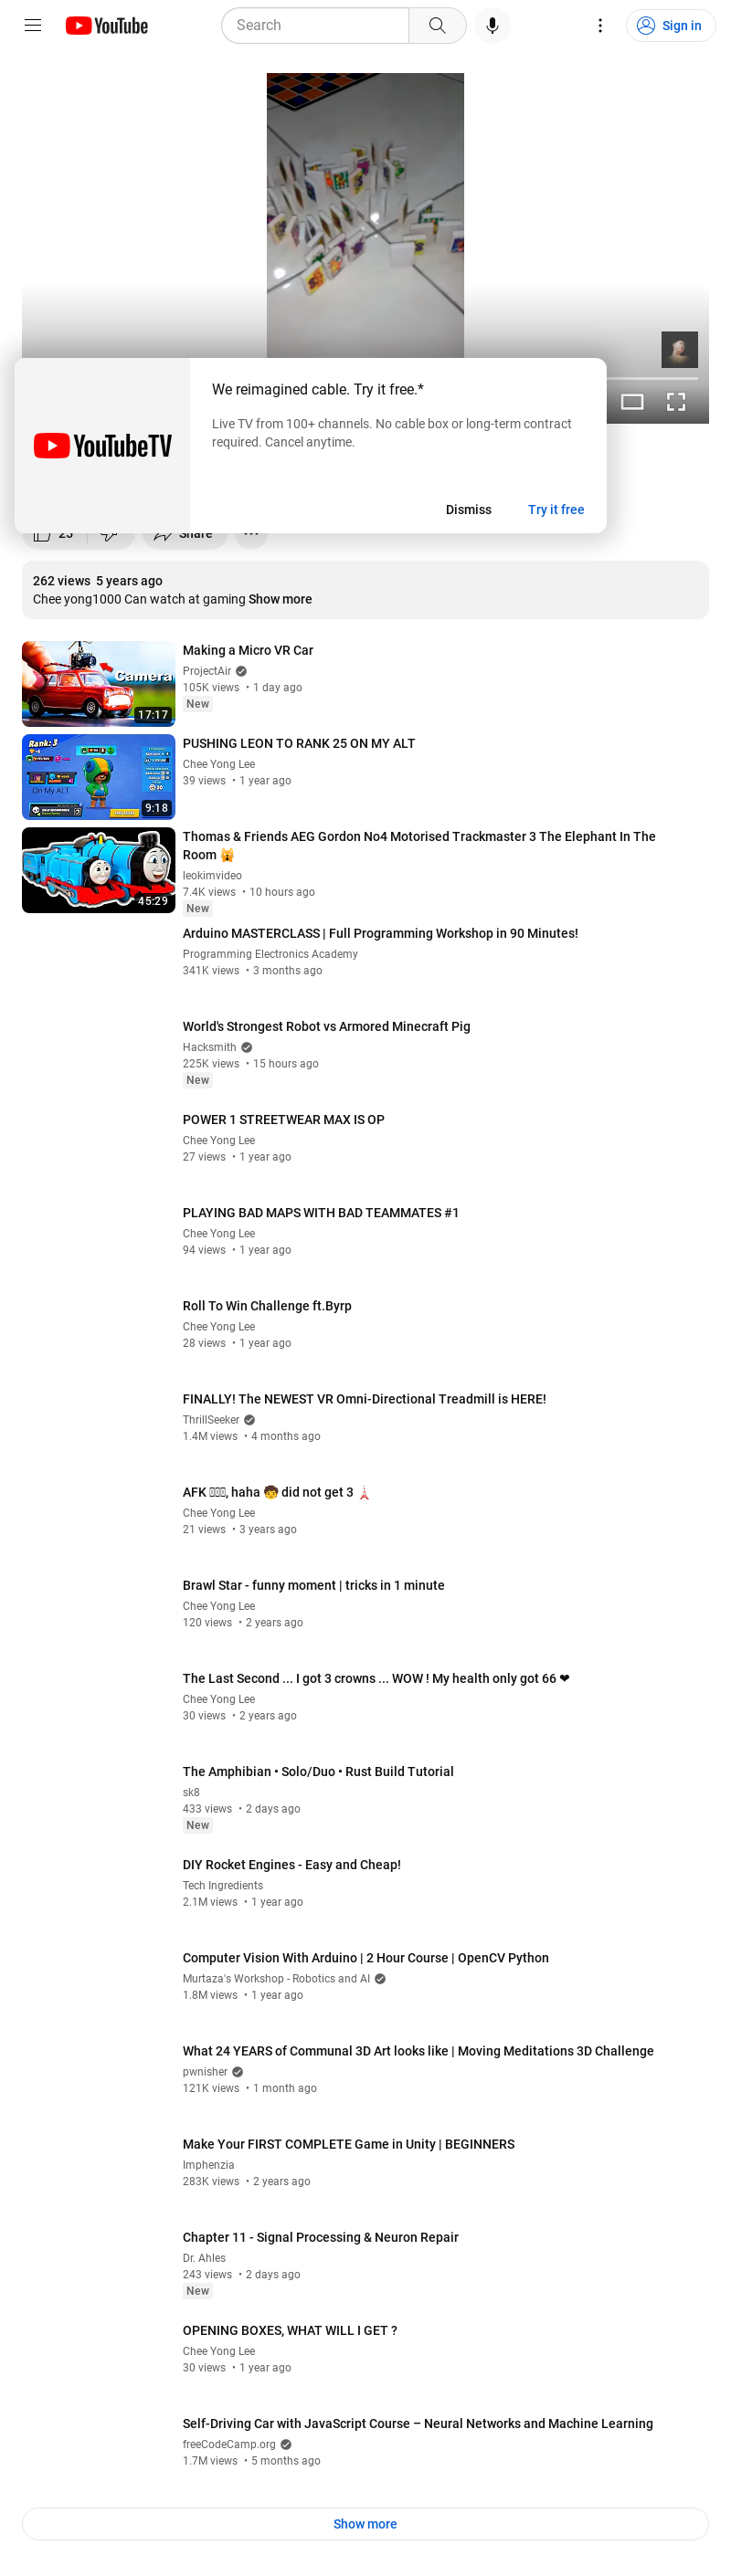 YouTube
Search
Sign in
We reimagined cable. Try it free.*
Live TV from 100+ channels. No cable box or long-term contract
required. Cancel anytime.
YouTubeTV
Dismiss
Try it free
25
Share
262 views 5 years ago
Chee yong1000 Can watch at gaming Show more
Camera
17:17
Making a Micro VR Car
ProjectAir
105K views • 1 day ago
New
Rank: 3
On My ALT
9:18
PUSHING LEON TO RANK 25 ON MY ALT
Chee Yong Lee
39 views • 1 year ago
45:29
Thomas & Friends AEG Gordon No4 Motorised Trackmaster 3 The Elephant In The
Room 🙀
leokimvideo
7.4K views • 10 hours ago
New
Arduino MASTERCLASS | Full Programming Workshop in 90 Minutes!
Programming Electronics Academy
341K views • 3 months ago
World's Strongest Robot vs Armored Minecraft Pig
Hacksmith
225K views • 15 hours ago
New
POWER 1 STREETWEAR MAX IS OP
Chee Yong Lee
27 views • 1 year ago
PLAYING BAD MAPS WITH BAD TEAMMATES #1
Chee Yong Lee
94 views • 1 year ago
Roll To Win Challenge ft.Byrp
Chee Yong Lee
28 views • 1 year ago
FINALLY! The NEWEST VR Omni-Directional Treadmill is HERE!
ThrillSeeker
1.4M views • 4 months ago
AFK , haha 🧒 did not get 3 🗼
Chee Yong Lee
21 views • 3 years ago
Brawl Star - funny moment | tricks in 1 minute
Chee Yong Lee
120 views • 2 years ago
The Last Second ... I got 3 crowns ... WOW ! My health only got 66 ❤
Chee Yong Lee
30 views • 2 years ago
The Amphibian • Solo/Duo • Rust Build Tutorial
sk8
433 views • 2 days ago
New
DIY Rocket Engines - Easy and Cheap!
Tech Ingredients
2.1M views • 1 year ago
Computer Vision With Arduino | 2 Hour Course | OpenCV Python
Murtaza's Workshop - Robotics and AI
1.8M views • 1 year ago
What 24 YEARS of Communal 3D Art looks like | Moving Meditations 3D Challenge
pwnisher
121K views • 1 month ago
Make Your FIRST COMPLETE Game in Unity | BEGINNERS
Imphenzia
283K views • 2 years ago
Chapter 11 - Signal Processing & Neuron Repair
Dr. Ahles
243 views • 2 days ago
New
OPENING BOXES, WHAT WILL I GET ?
Chee Yong Lee
30 views • 1 year ago
Self-Driving Car with JavaScript Course – Neural Networks and Machine Learning
freeCodeCamp.org
1.7M views • 5 months ago
Show more